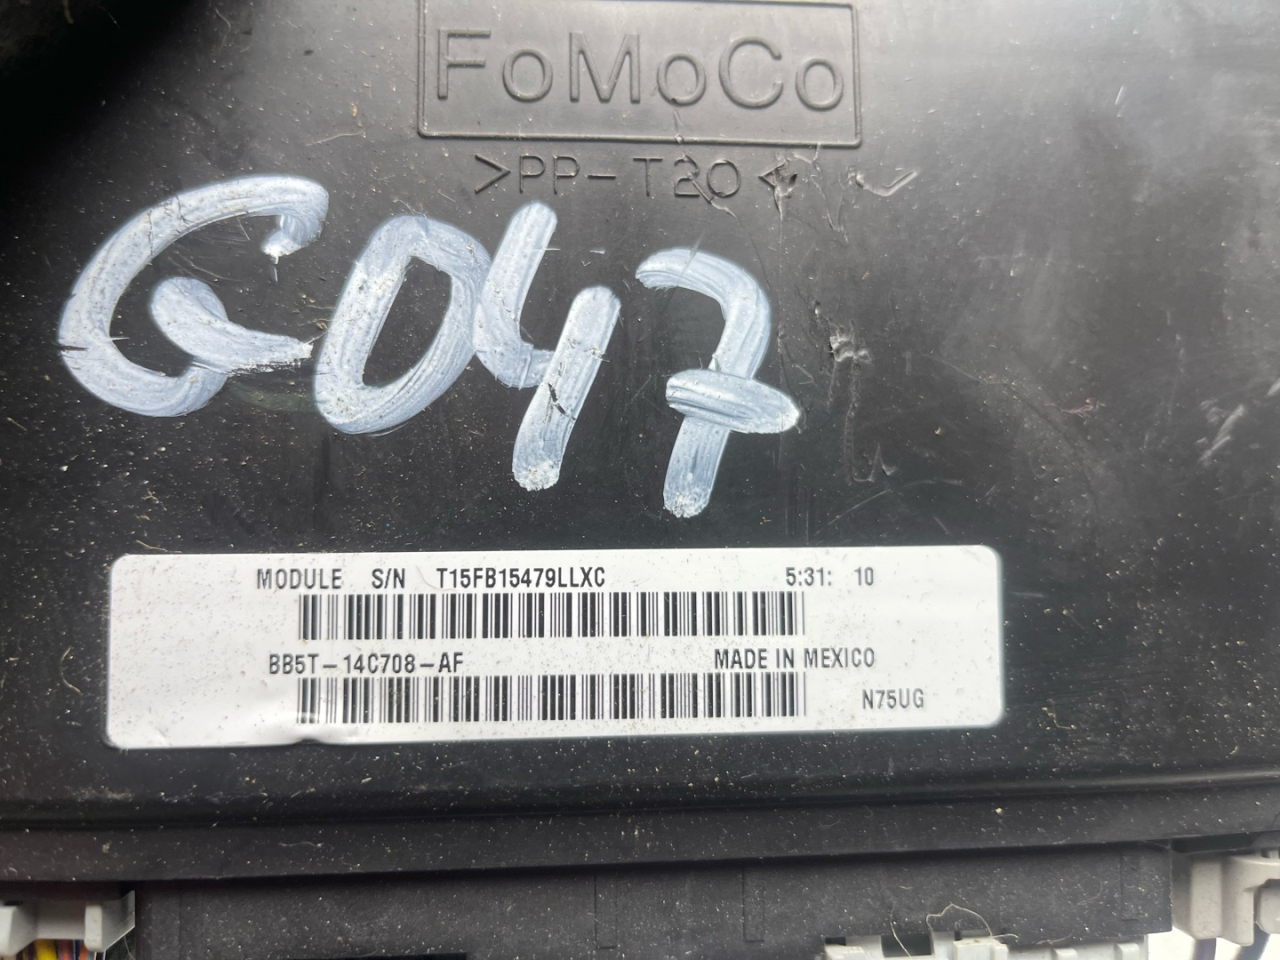 FoMoCo
>PP-T20<
G047
MODULE S/N T15FB15479LLXC 5:31: 10
BB5T-14C708-AF MADE IN MEXICO
N75UG